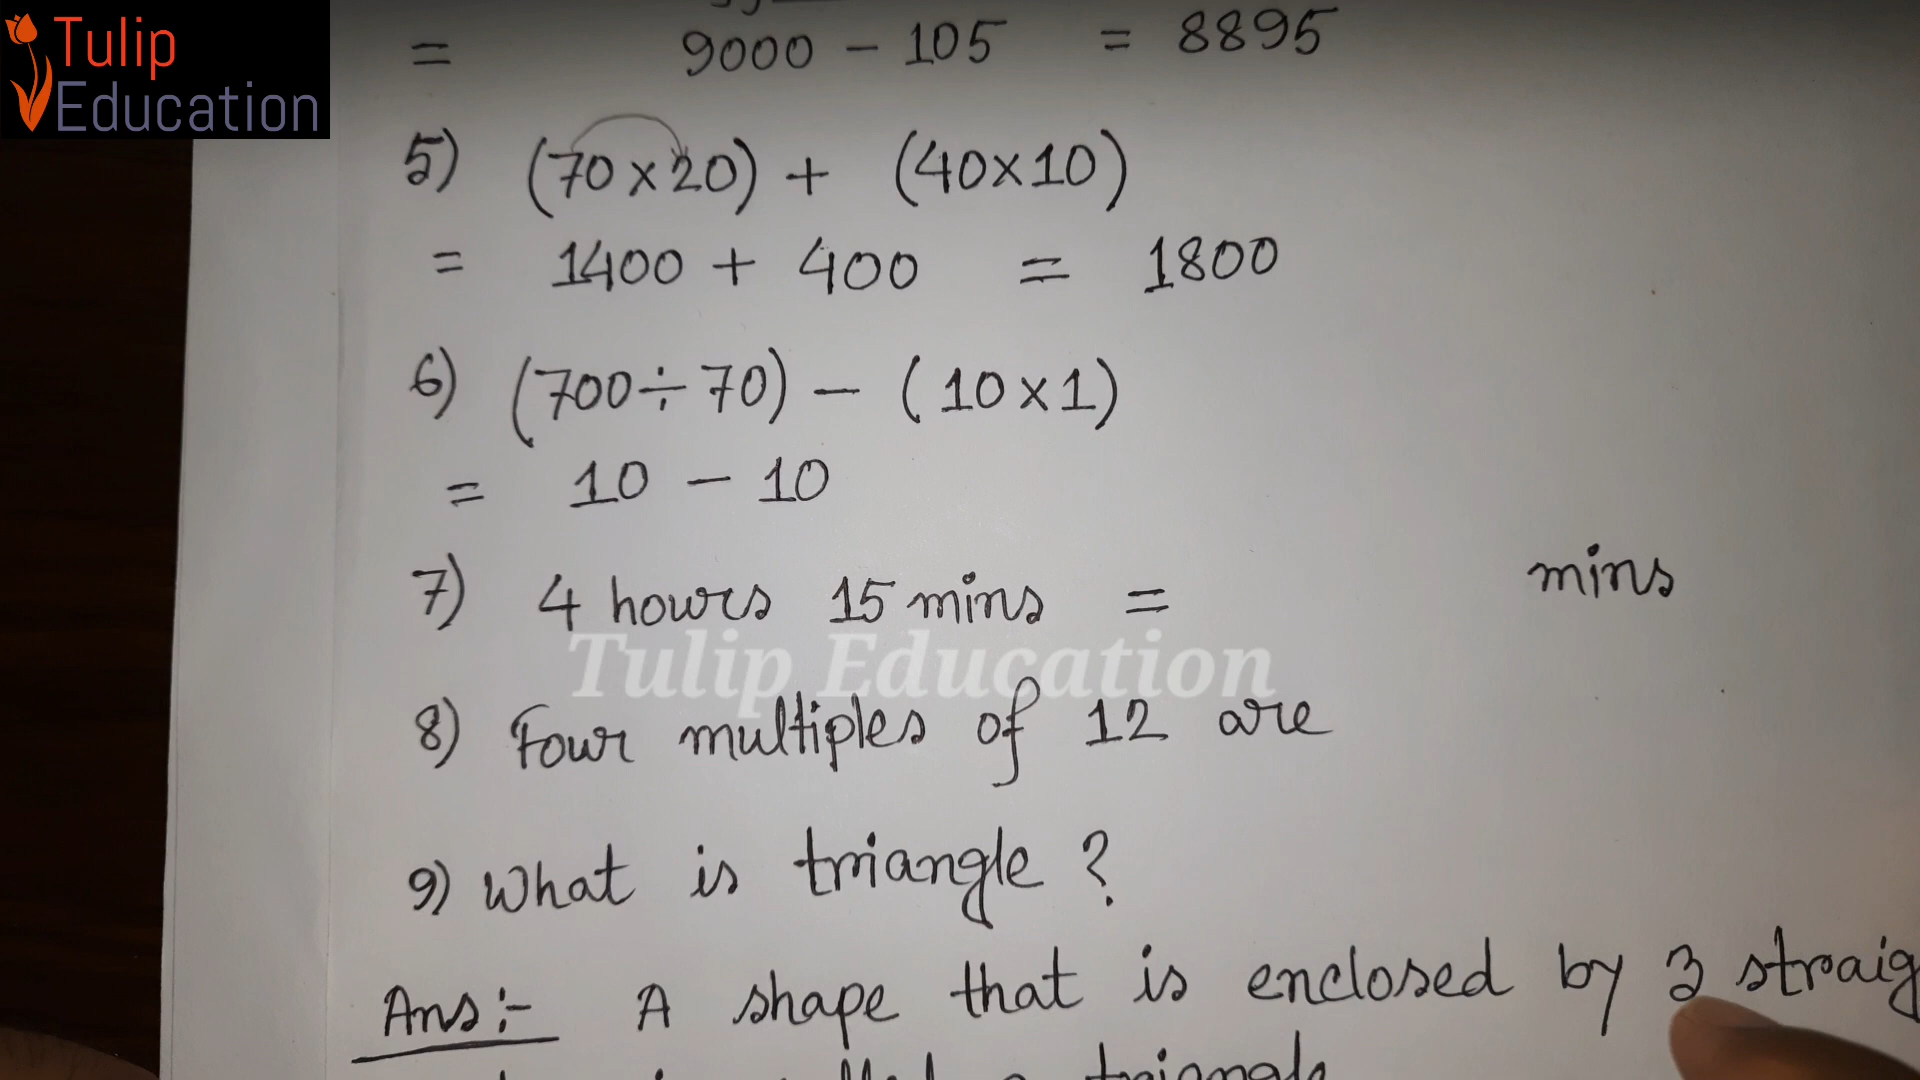 Tulip
Education
= 9000 - 105 = 8895
5) (70×20) + (40×10)
= 1400 + 400 = 1800
6) (700÷70) - (10×1)
= 10 - 10
7) 4 hours 15 mins = mins
Tulip Education
8) Four multiples of 12 are
9) What is triangle?
Ans:- A shape that is enclosed by 3 straig
a triangle